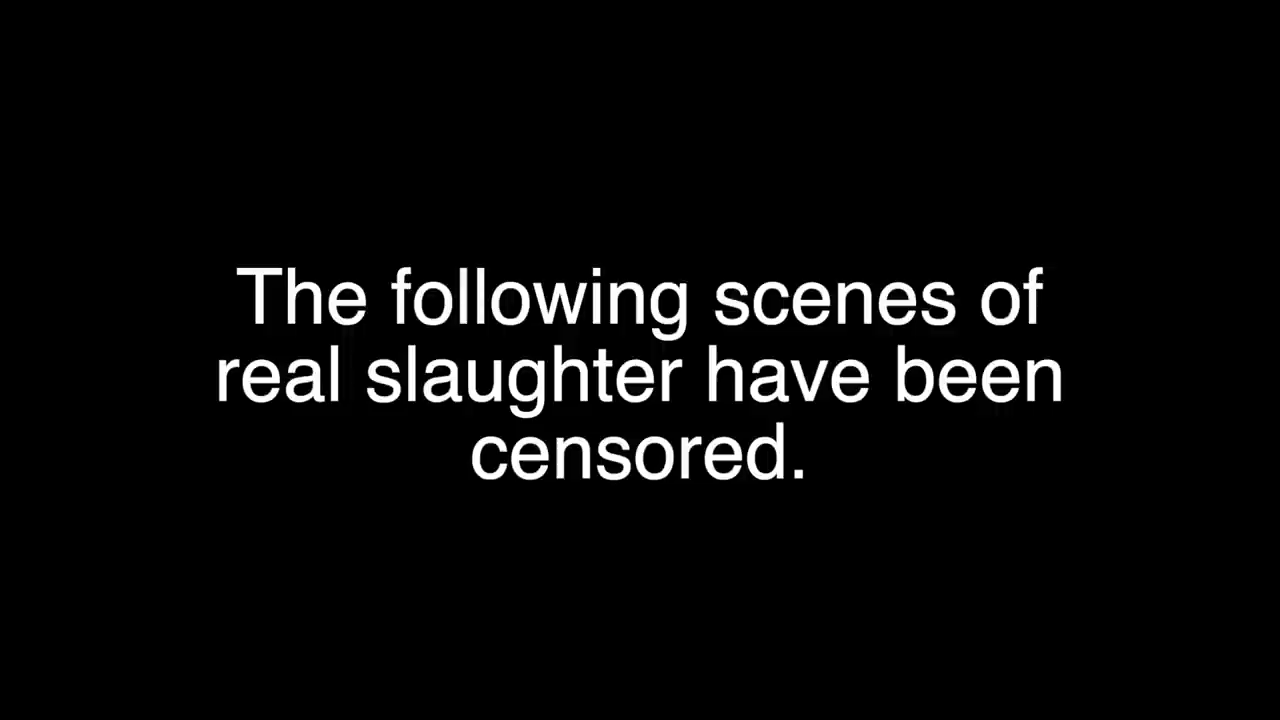 The following scenes of
real slaughter have been
censored.